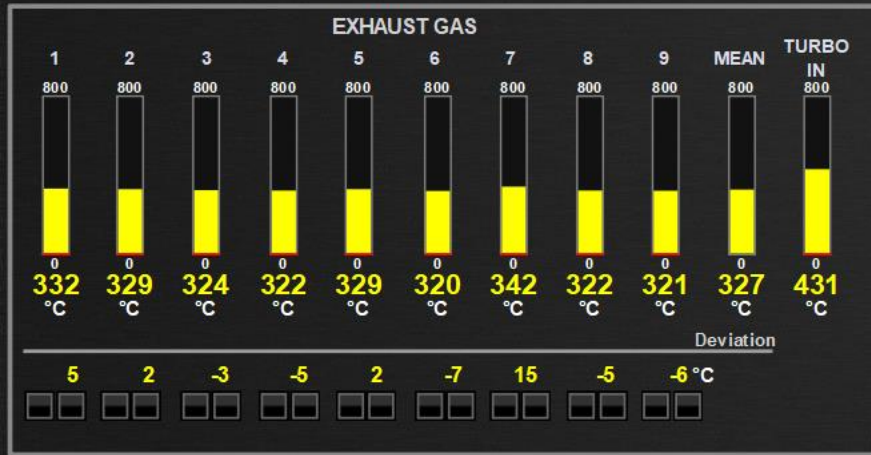 EXHAUST GAS
1 2 3 4 5 6 7 8 9 MEAN TURBO IN
800 800 800 800 800 800 800 800 800 800 800
0 0 0 0 0 0 0 0 0 0 0
332 329 324 322 329 320 342 322 321 327 431
°C °C °C °C °C °C °C °C °C °C °C
Deviation
5 2 -3 -5 2 -7 15 -5 -6 °C